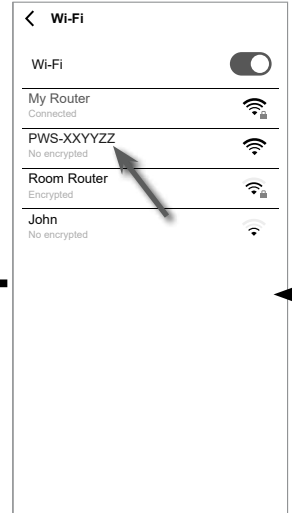 Wi-Fi
Wi-Fi
My Router
Connected
PWS-XXYYZZ
No encrypted
Room Router
Encrypted
John
No encrypted